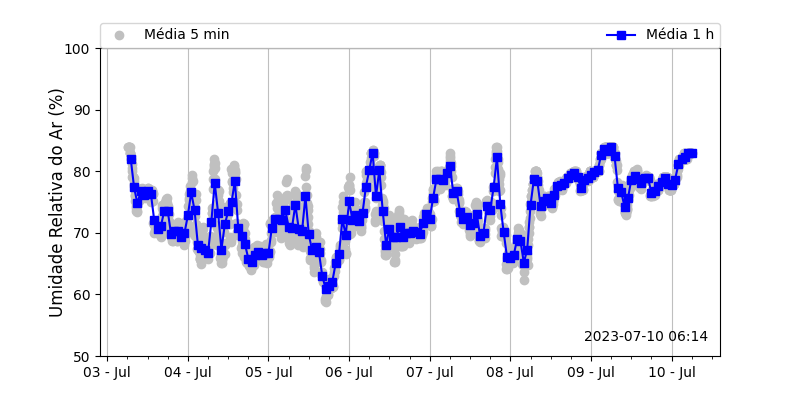 Média 5 min Média 1 h
100
90
80
70
60
50
Umidade Relativa do Ar (%)
2023-07-10 06:14
03 - Jul 04 - Jul 05 - Jul 06 - Jul 07 - Jul 08 - Jul 09 - Jul 10 - Jul